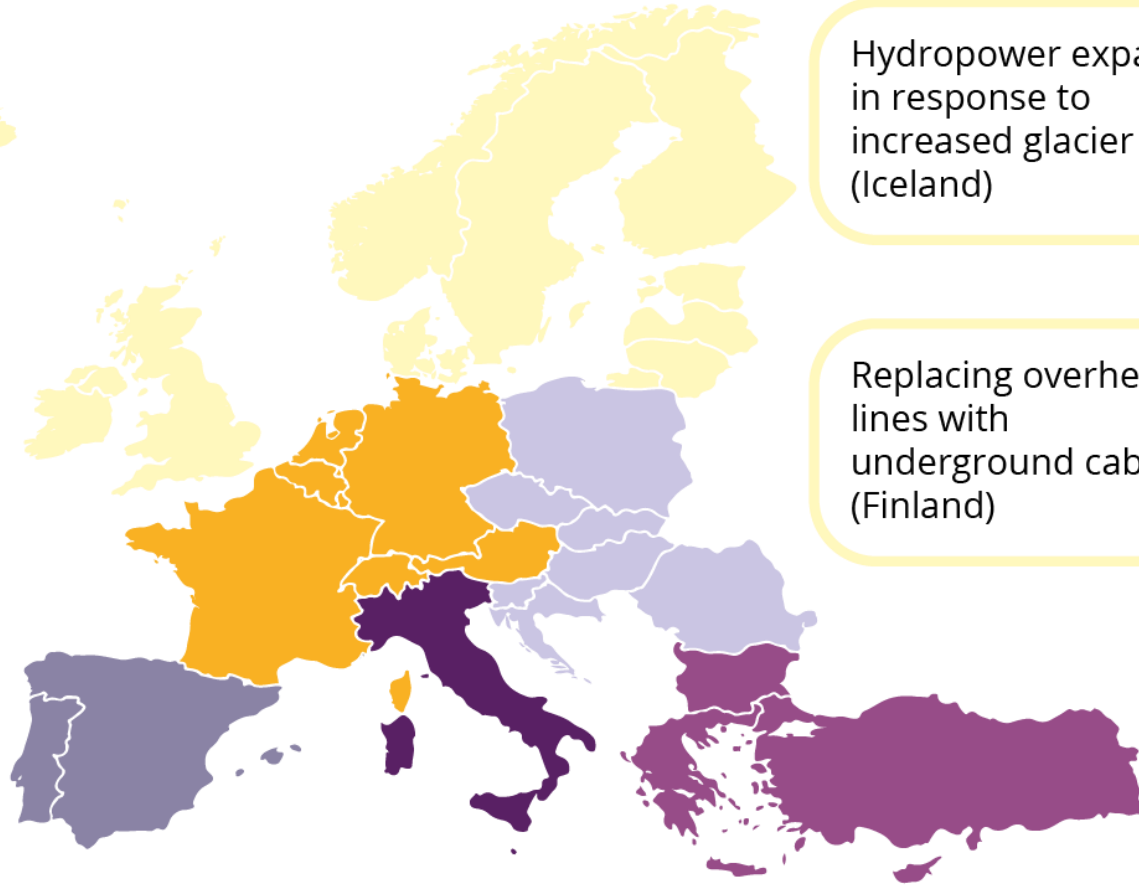 Hydropower
in response to
increased glacier
(Iceland)
Replacing
lines with
underground
(Finland)